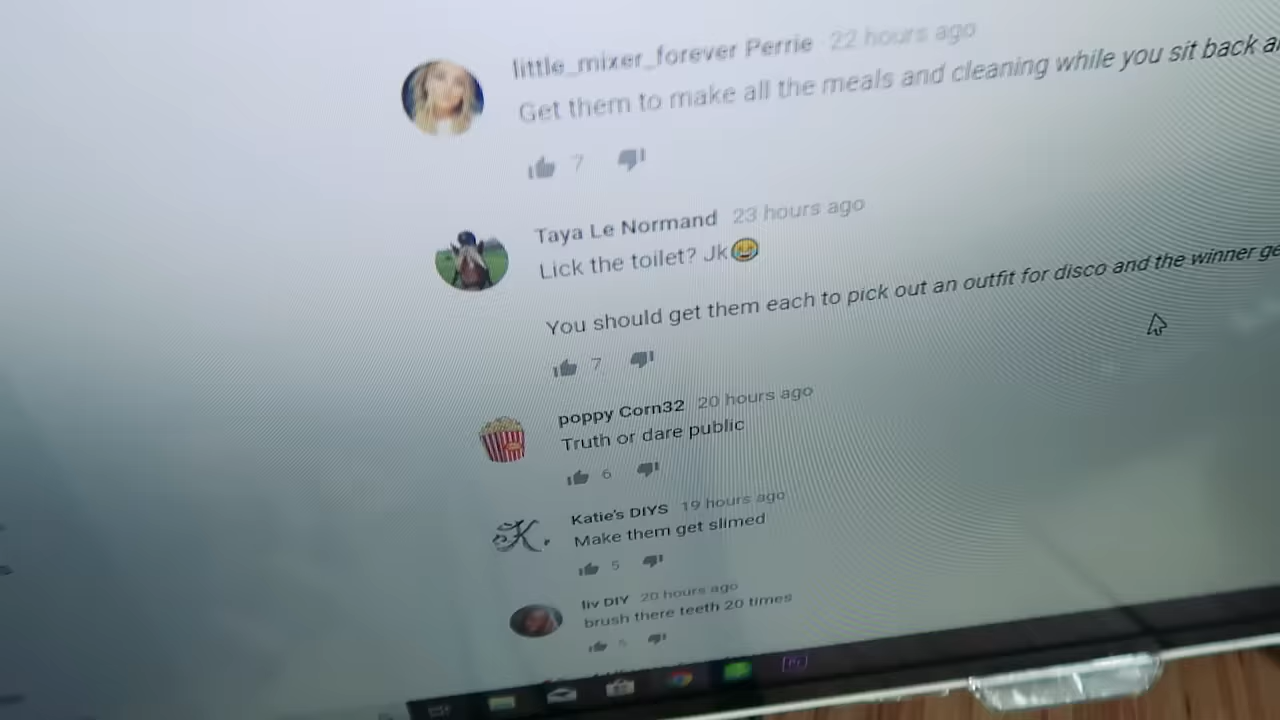 little_mixer_forever Perrie 22 hours ago
Get them to make all the meals and cleaning while you sit back
7
Taya Le Normand 23 hours ago
Lick the toilet? Jk😂
You should get them each to pick out an outfit for disco and the winner
7
poppy Corn32 20 hours ago
Truth or dare public
6
Katie's DIYS 19 hours ago
Make them get slimed
5
liv DIY 20 hours ago
brush there teeth 20 times
5